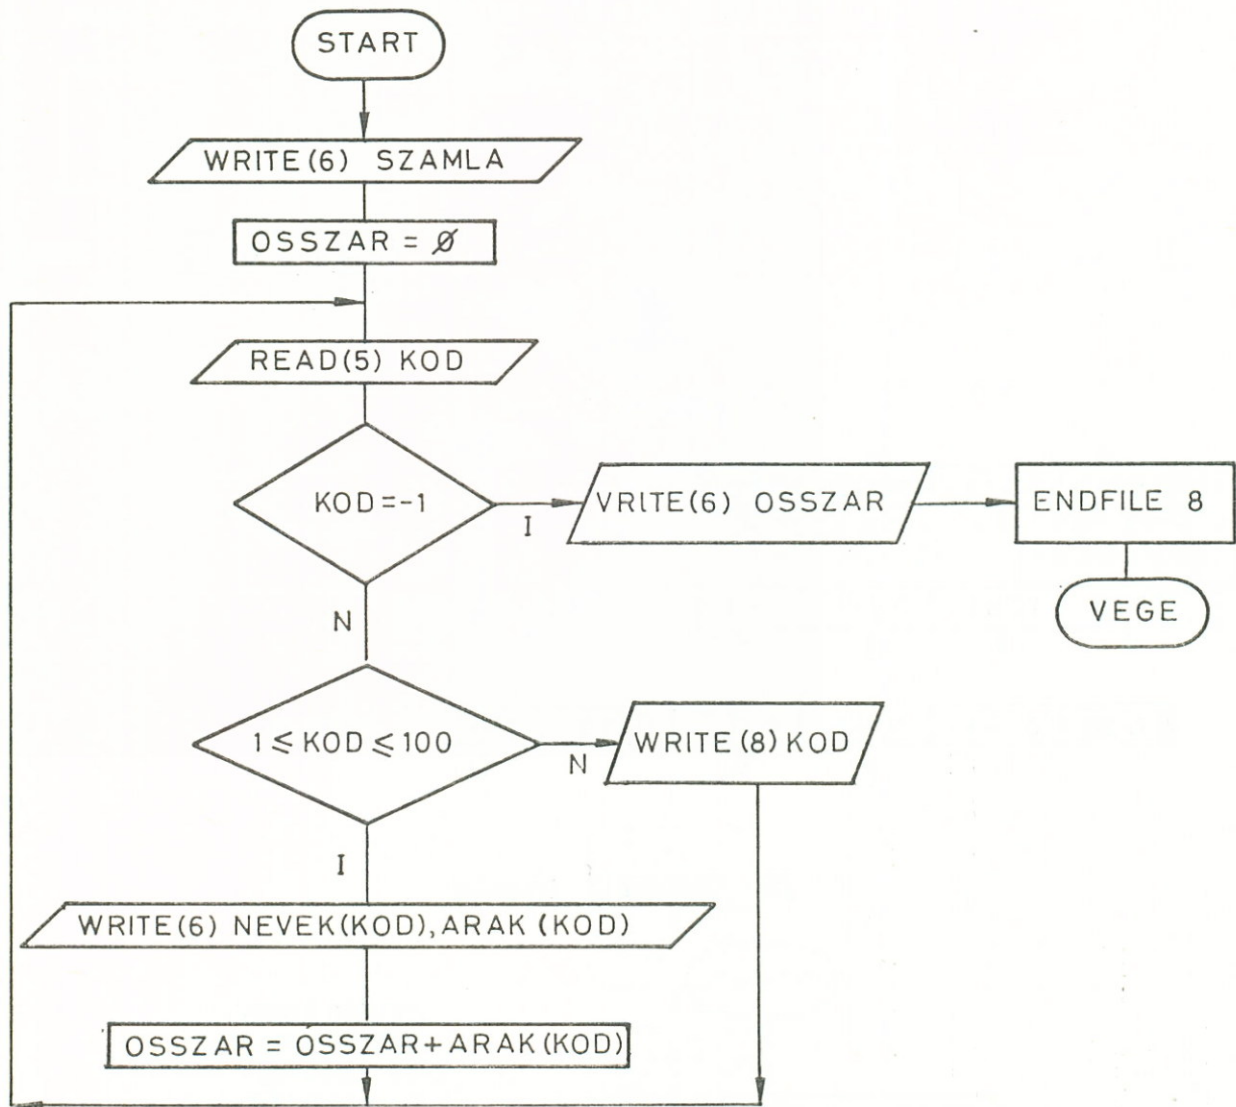 START
WRITE(6) SZAMLA
OSSZAR = Ø
READ(5) KOD
KOD=-1
I
VRITE(6) OSSZAR
ENDFILE 8
N
VEGE
1 ≤ KOD ≤ 100
N
WRITE (8) KOD
I
WRITE(6) NEVEK(KOD), ARAK (KOD)
OSSZAR = OSSZAR+ARAK(KOD)